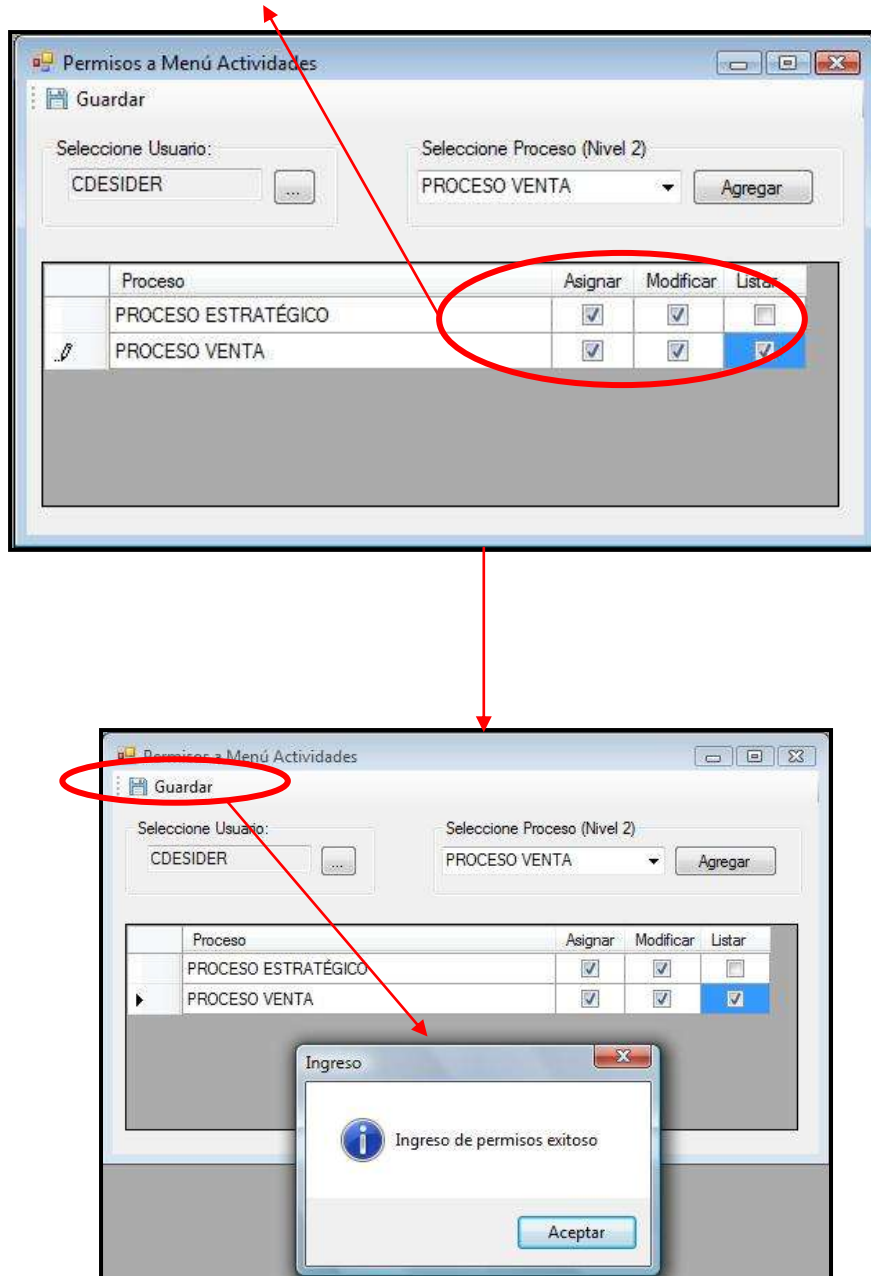 Permisos a Menú Actividades
Guardar
Seleccione Usuario:
Seleccione Proceso (Nivel 2)
CDESIDER
...
PROCESO VENTA
Agregar
Proceso Asignar Modificar Listar
PROCESO ESTRATÉGICO
PROCESO VENTA
Permisos a Menú Actividades
Guardar
Seleccione Usuario:
Seleccione Proceso (Nivel 2)
CDESIDER
...
PROCESO VENTA
Agregar
Proceso Asignar Modificar Listar
PROCESO ESTRATÉGICO
PROCESO VENTA
Ingreso
Ingreso de permisos exitoso
Aceptar